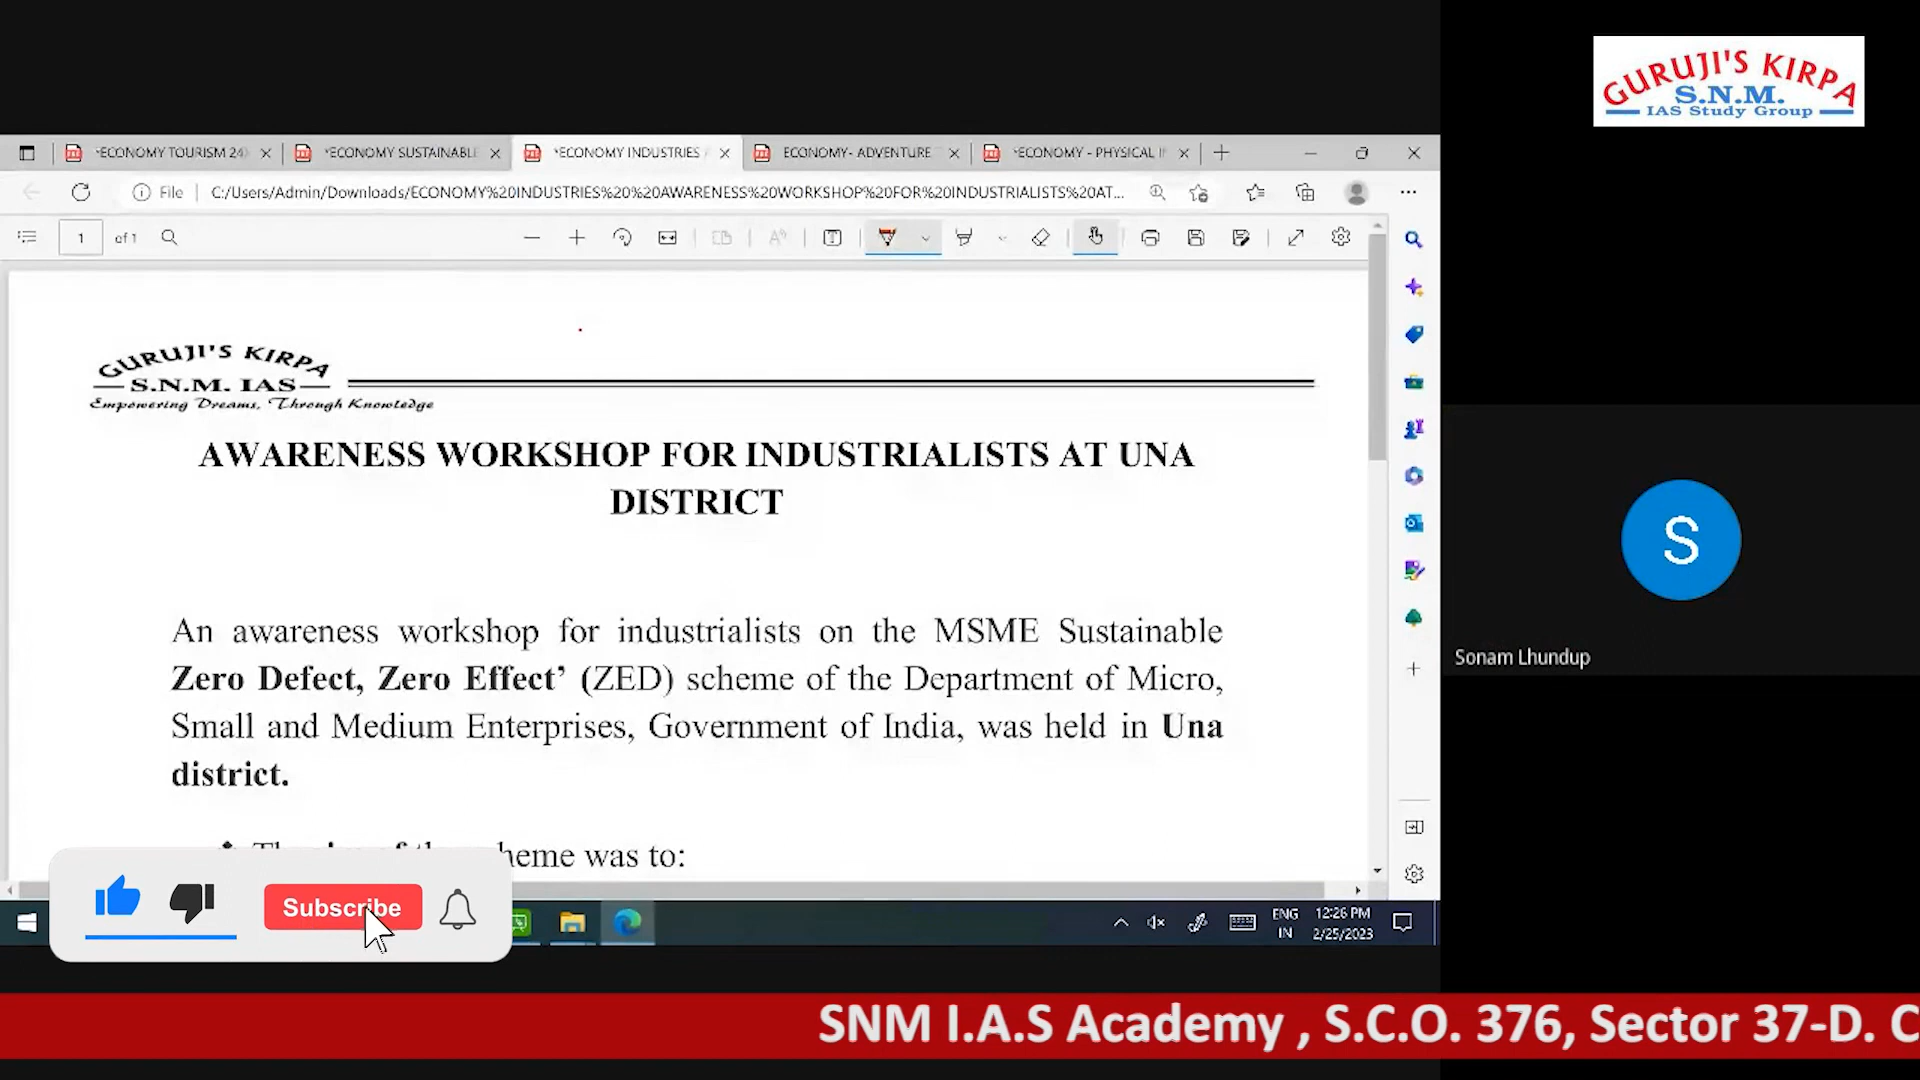 GURUJI'S KIRPA
S.N.M.
IAS Study Group
*ECONOMY TOURISM 24
*ECONOMY SUSTAINABLE
*ECONOMY INDUSTRIES
ECONOMY- ADVENTURE
*ECONOMY - PHYSICAL I
File
C:/Users/Admin/Downloads/ECONOMY%20INDUSTRIES%20%20AWARENESS%20WORKSHOP%20FOR%20INDUSTRIALISTS%20AT...
1 of 1
GURUJI'S KIRPA
S.N.M. IAS
Empowering Dreams, Through Knowledge
AWARENESS WORKSHOP FOR INDUSTRIALISTS AT UNA
DISTRICT
An awareness workshop for industrialists on the MSME Sustainable
Zero Defect, Zero Effect’ (ZED) scheme of the Department of Micro,
Small and Medium Enterprises, Government of India, was held in Una
district.
heme was to:
S
Sonam Lhundup
Subscribe
ENG
IN
12:26 PM
2/25/2023
SNM I.A.S Academy , S.C.O. 376, Sector 37-D. C